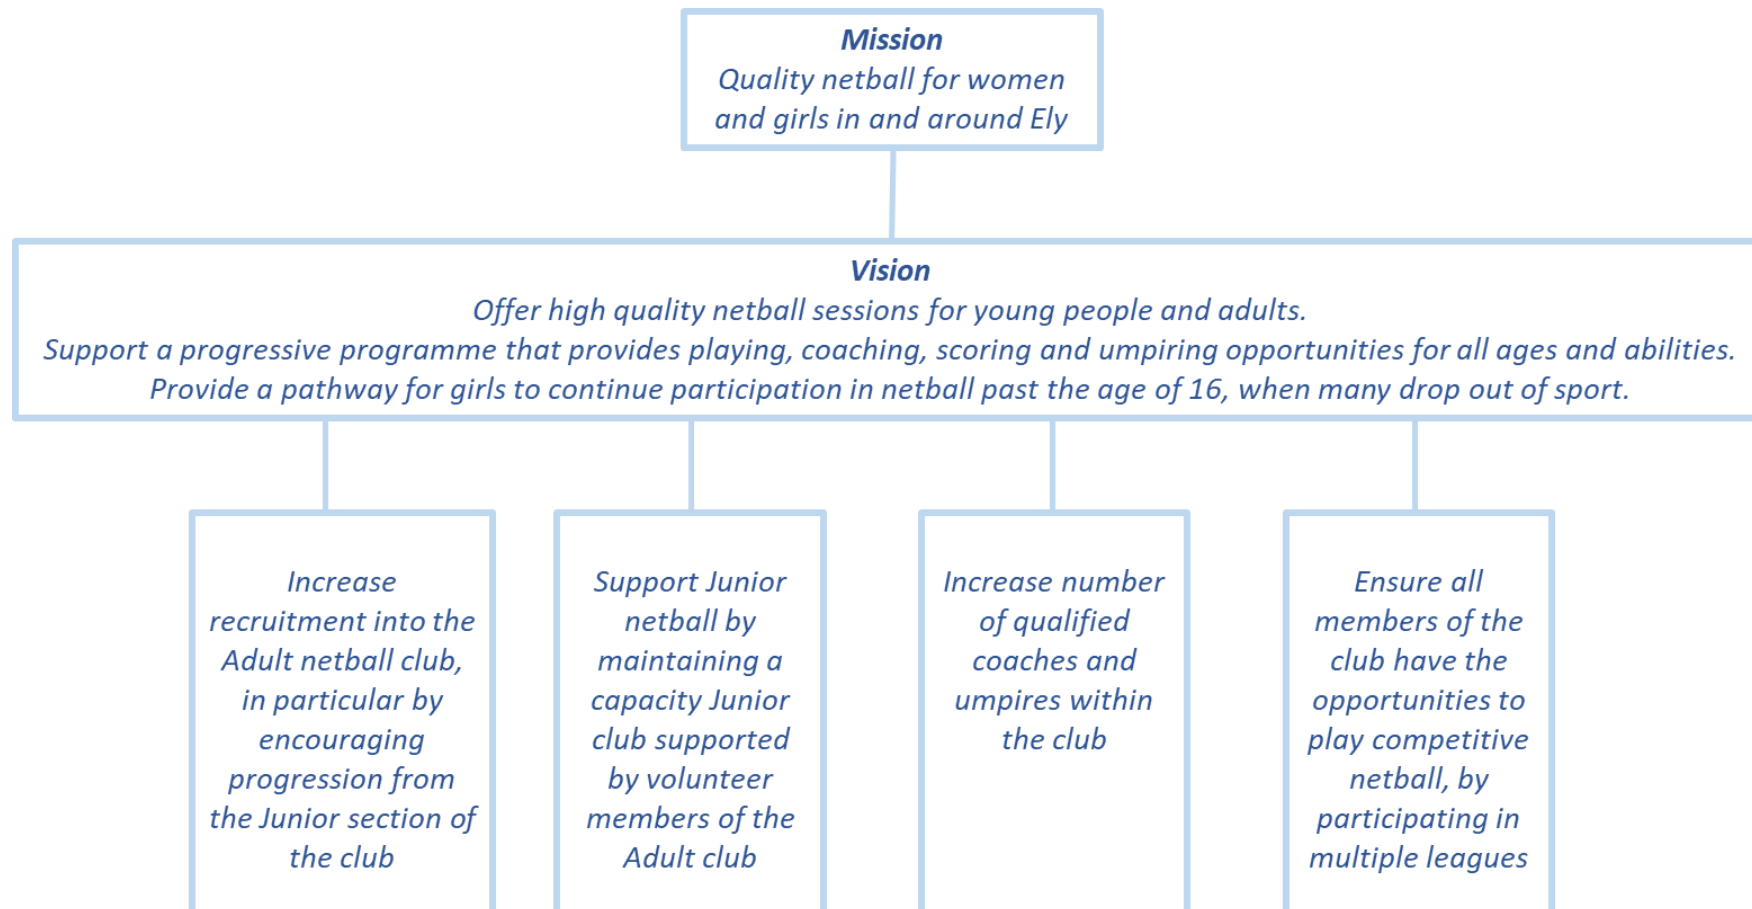 Mission
Quality netball for women
and girls in and around Ely
Vision
Offer high quality netball sessions for young people and adults.
Support a progressive programme that provides playing, coaching, scoring and umpiring opportunities for all ages and abilities.
Provide a pathway for girls to continue participation in netball past the age of 16, when many drop out of sport.
Increase
recruitment into the
Adult netball club,
in particular by
encouraging
progression from
the Junior section of
the club
Support Junior
netball by
maintaining a
capacity Junior
club supported
by volunteer
members of the
Adult club
Increase number
of qualified
coaches and
umpires within
the club
Ensure all
members of the
club have the
opportunities to
play competitive
netball, by
participating in
multiple leagues